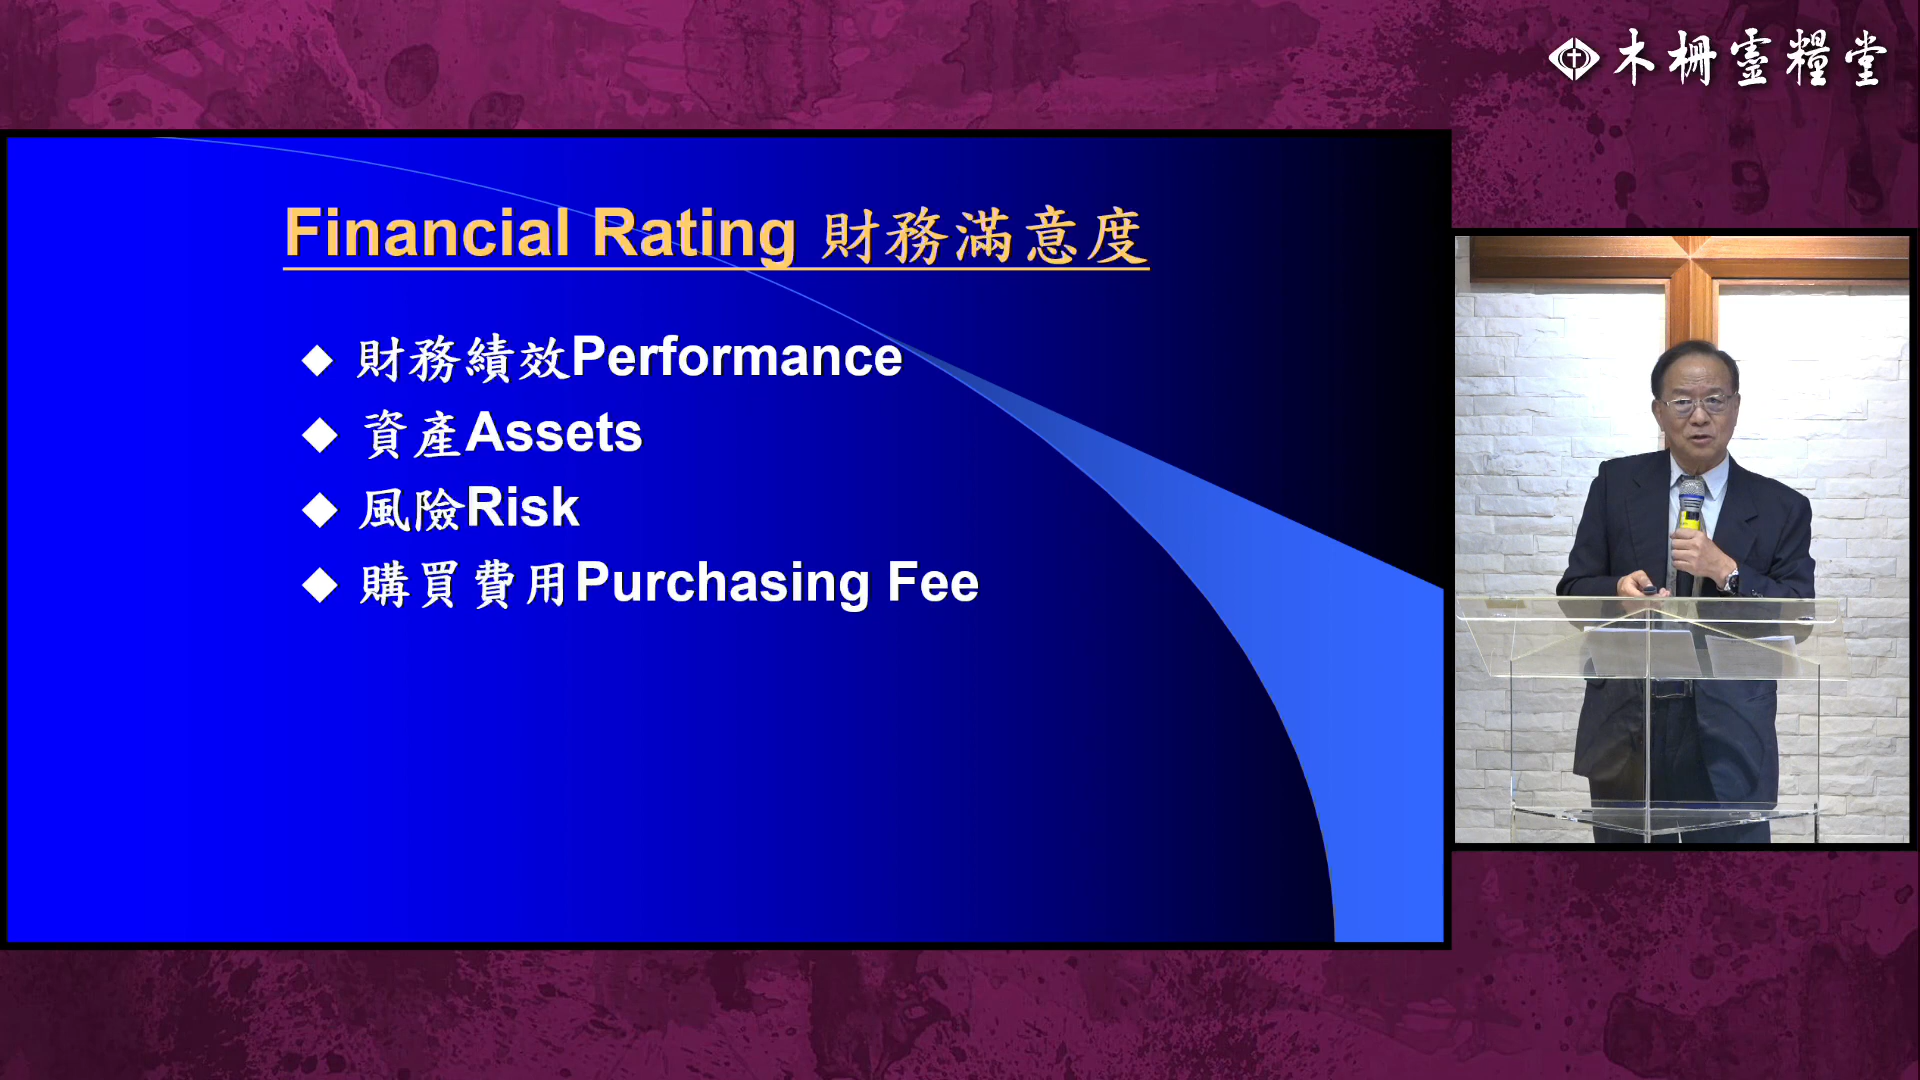 木柵靈糧堂
Financial Rating 財務滿意度
◆ 財務績效Performance
◆ 資產Assets
◆ 風險Risk
◆ 購買費用Purchasing Fee